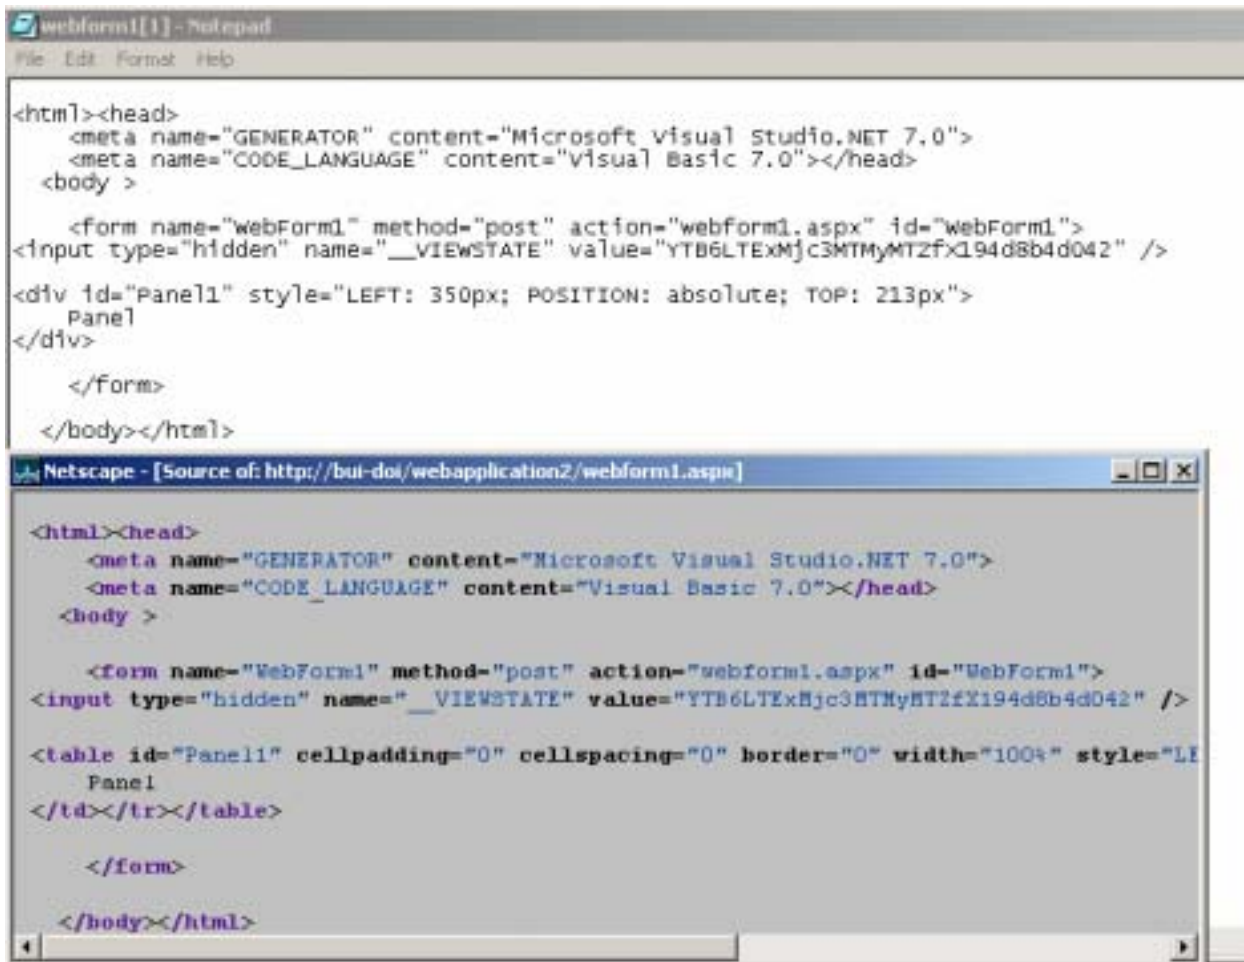 webform1[1] - Notepad
File Edit Format Help
<html><head>
<meta name="GENERATOR" content="Microsoft Visual Studio.NET 7.0">
<meta name="CODE_LANGUAGE" content="Visual Basic 7.0"></head>
<body >
<form name="WebForm1" method="post" action="webform1.aspx" id="WebForm1">
<input type="hidden" name="__VIEWSTATE" value="YTB6LTExMjc3MTMyMTZfX194d8b4d042" />
<div id="Panel1" style="LEFT: 350px; POSITION: absolute; TOP: 213px">
Panel
</div>
</form>
</body></html>
Netscape - [Source of: http://bui-doi/webapplication2/webform1.aspx]
<html><head>
<meta name="GENERATOR" content="Microsoft Visual Studio.NET 7.0">
<meta name="CODE_LANGUAGE" content="Visual Basic 7.0"></head>
<body >
<form name="WebForm1" method="post" action="webform1.aspx" id="WebForm1">
<input type="hidden" name="__VIEWSTATE" value="YTB6LTExMjc3MTMyMTZfX194d8b4d042" />
<table id="Panel1" cellpadding="0" cellspacing="0" border="0" width="100%" style="LE
Panel
</td></tr></table>
</form>
</body></html>